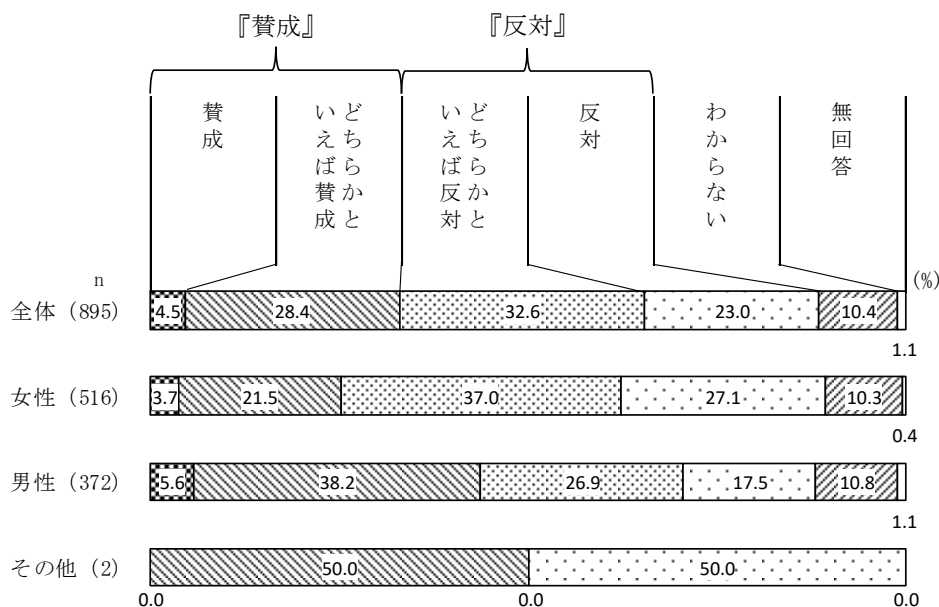 『賛成』
『反対』
賛成
どちらかと
いえば賛成
どちらかと
いえば反対
反対
わからない
無回答
n
(%)
全体 (895)
4.5
28.4
32.6
23.0
10.4
1.1
女性 (516)
3.7
21.5
37.0
27.1
10.3
0.4
男性 (372)
5.6
38.2
26.9
17.5
10.8
1.1
その他 (2)
50.0
50.0
0.0
0.0
0.0